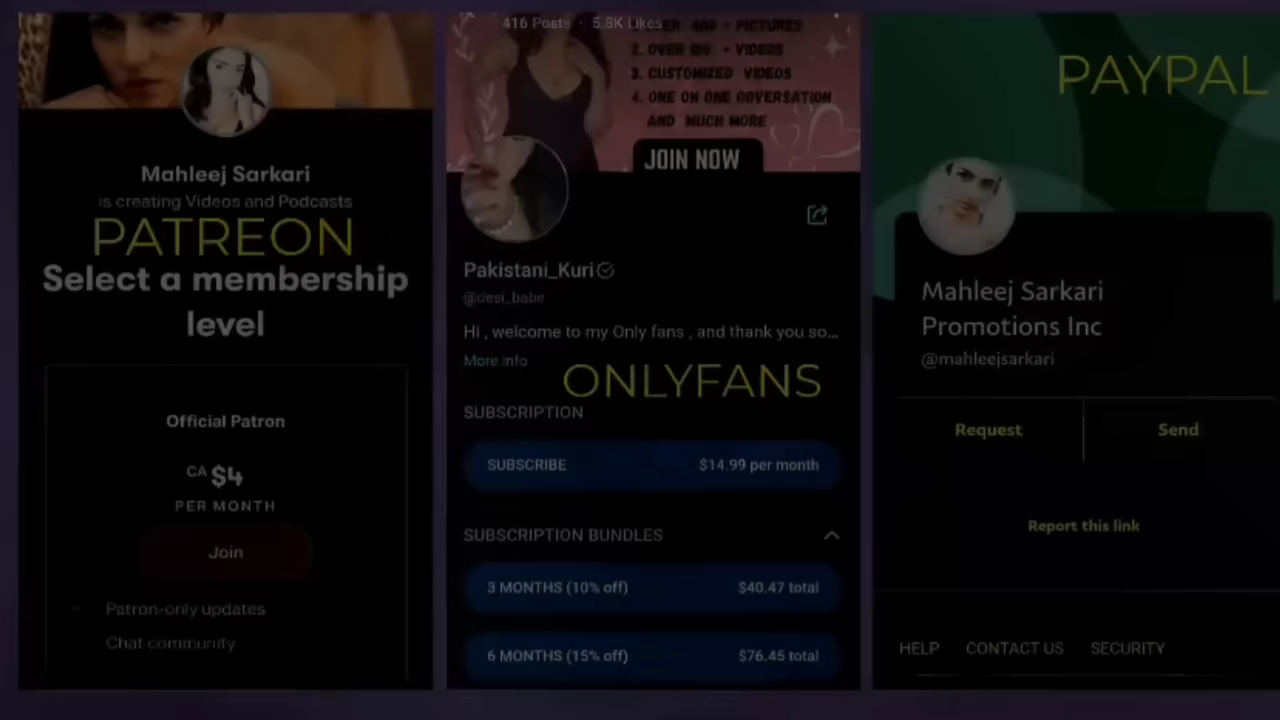 Mahleej Sarkari
is creating Videos and Podcasts
PATREON
Select a membership
level
Official Patron
CA $4
PER MONTH
Join
Patron-only updates
Chat community
416 Posts · 5.8K Likes
PICTURES
2. OVER + VIDEOS
3. CUSTOMIZED VIDEOS
4. ONE ON ONE COVERSATION
AND MUCH MORE
JOIN NOW
Pakistani_Kuri
@desi_babe
Hi , welcome to my Only fans , and thank you so...
More info
ONLYFANS
SUBSCRIPTION
SUBSCRIBE $14.99 per month
SUBSCRIPTION BUNDLES
3 MONTHS (10% off) $40.47 total
6 MONTHS (15% off) $76.45 total
PAYPAL
Mahleej Sarkari
Promotions Inc
@mahleejsarkari
Request Send
Report this link
HELP CONTACT US SECURITY